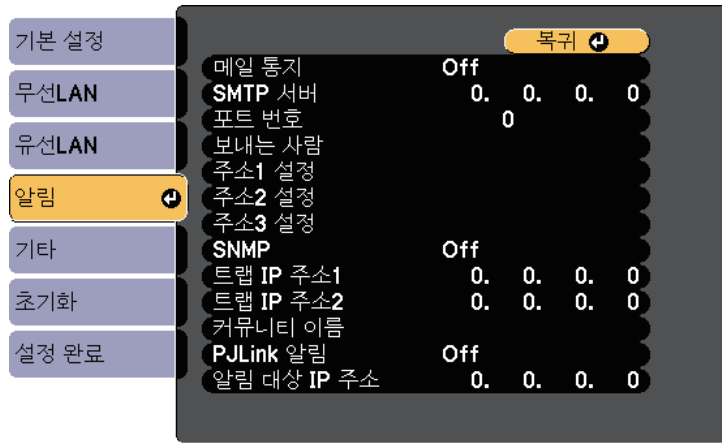 기본 설정
무선LAN
유선LAN
알림
기타
초기화
설정 완료
복귀
메일 통지 Off
SMTP 서버 0. 0. 0. 0
포트 번호 0
보내는 사람
주소1 설정
주소2 설정
주소3 설정
SNMP Off
트랩 IP 주소1 0. 0. 0. 0
트랩 IP 주소2 0. 0. 0. 0
커뮤니티 이름
PJLink 알림 Off
알림 대상 IP 주소 0. 0. 0. 0